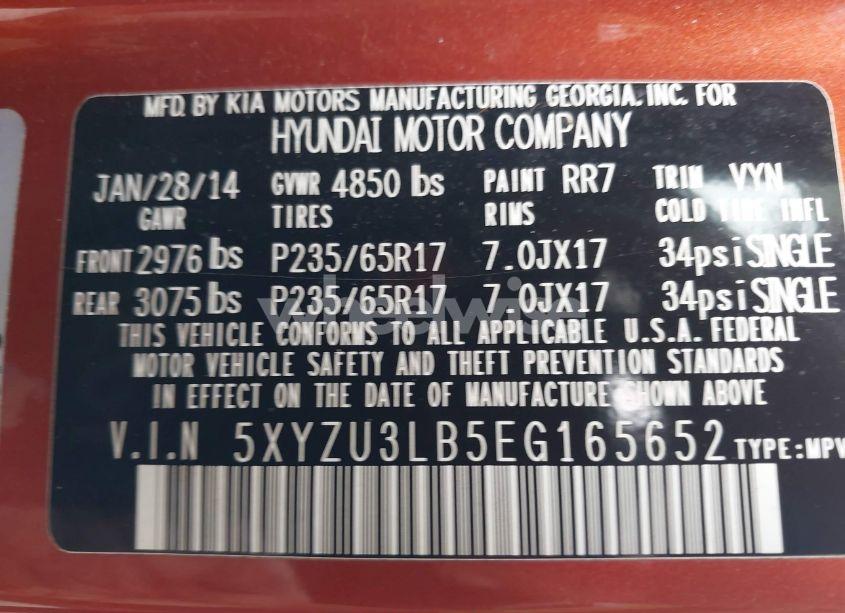 MFD. BY KIA MOTORS MANUFACTURING GEORGIA. INC. FOR
HYUNDAI MOTOR COMPANY
JAN/28/14 GVWR 4850 lbs PAINT RR7 TRIM VYN
GAWR TIRES RIMS COLD TIRE INFL
FRONT 2976 lbs P235/65R17 7.0JX17 34psi SINGLE
REAR 3075 lbs P235/65R17 7.0JX17 34psi SINGLE
THIS VEHICLE CONFORMS TO ALL APPLICABLE U.S.A. FEDERAL
MOTOR VEHICLE SAFETY AND THEFT PREVENTION STANDARDS
IN EFFECT ON THE DATE OF MANUFACTURE SHOWN ABOVE
V.I.N 5XYZU3LB5EG165652 TYPE:MPV